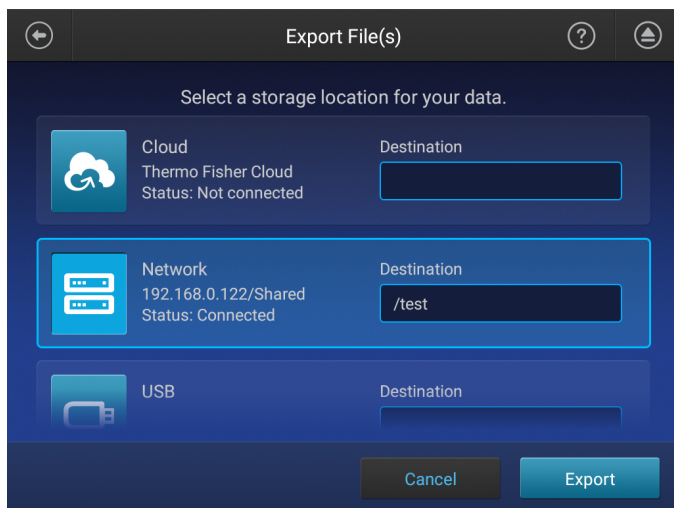 Export File(s)
?
Select a storage location for your data.
Cloud
Thermo Fisher Cloud
Status: Not connected
Destination
Network
192.168.0.122/Shared
Status: Connected
Destination
/test
USB
Destination
Cancel
Export